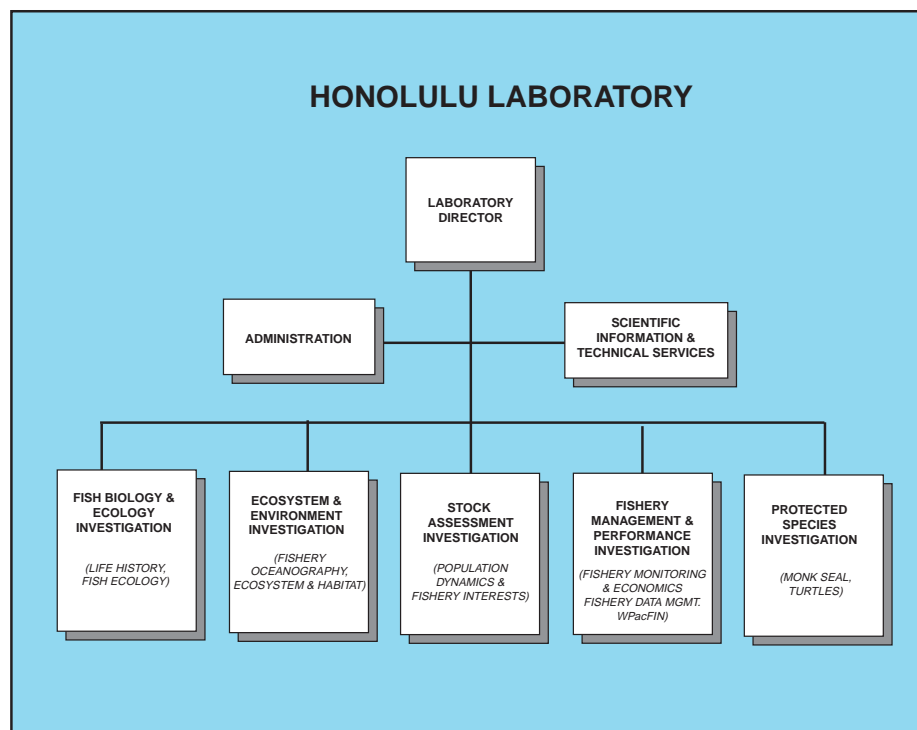 HONOLULU LABORATORY
LABORATORY
DIRECTOR
ADMINISTRATION
SCIENTIFIC
INFORMATION &
TECHNICAL SERVICES
FISH BIOLOGY &
ECOLOGY
INVESTIGATION
(LIFE HISTORY,
FISH ECOLOGY)
ECOSYSTEM &
ENVIRONMENT
INVESTIGATION
(FISHERY
OCEANOGRAPHY,
ECOSYSTEM & HABITAT)
STOCK
ASSESSMENT
INVESTIGATION
(POPULATION
DYNAMICS &
FISHERY INTERESTS)
FISHERY
MANAGEMENT &
PERFORMANCE
INVESTIGATION
(FISHERY MONITORING
& ECONOMICS
FISHERY DATA MGMT.
WPacFIN)
PROTECTED
SPECIES
INVESTIGATION
(MONK SEAL,
TURTLES)